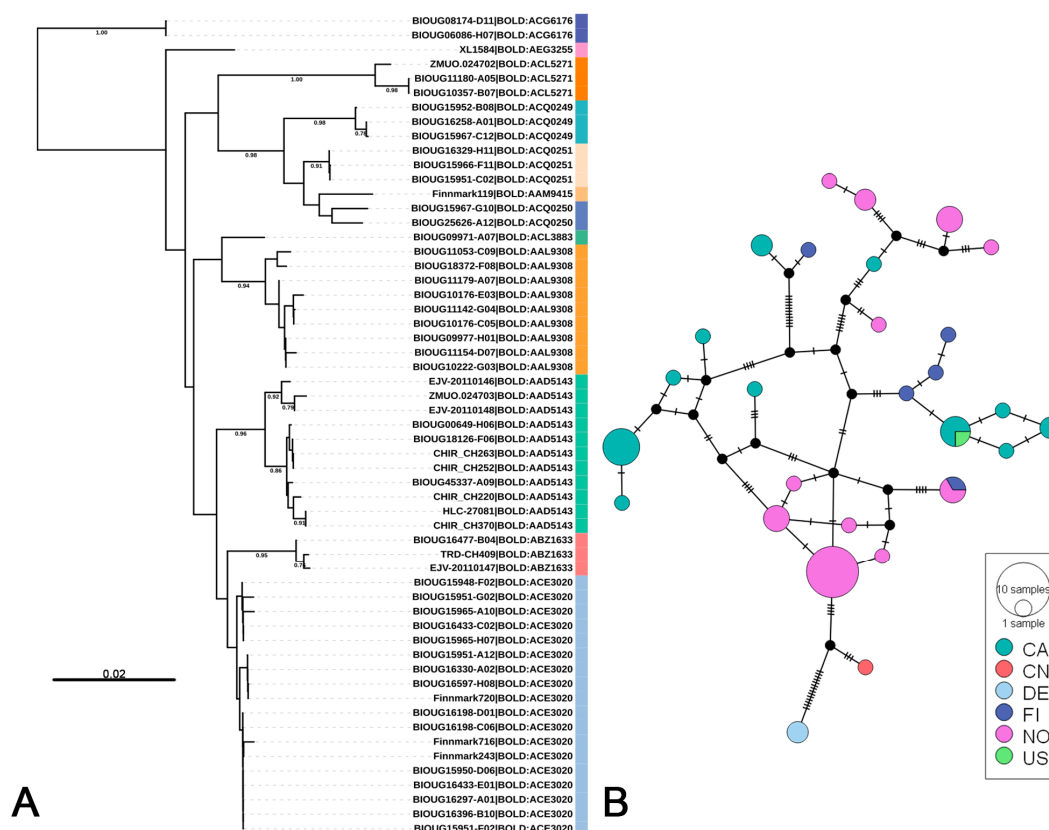 BIOUG08174-D11|BOLD:ACG6176
1.00
BIOUG06086-H07|BOLD:ACG6176
XL1584|BOLD:AEG3255
ZMUO.024702|BOLD:ACL5271
1.00
BIOUG11180-A05|BOLD:ACL5271
0.98
BIOUG10357-B07|BOLD:ACL5271
BIOUG15952-B08|BOLD:ACQ0249
0.98
BIOUG16258-A01|BOLD:ACQ0249
0.76
BIOUG15967-C12|BOLD:ACQ0249
0.98
BIOUG16329-H11|BOLD:ACQ0251
0.91
BIOUG15966-F11|BOLD:ACQ0251
BIOUG15951-C02|BOLD:ACQ0251
Finnmark119|BOLD:AAM9415
BIOUG15967-G10|BOLD:ACQ0250
BIOUG25626-A12|BOLD:ACQ0250
BIOUG09971-A07|BOLD:ACL3883
BIOUG11053-C09|BOLD:AAL9308
BIOUG18372-F08|BOLD:AAL9308
0.94
BIOUG11179-A07|BOLD:AAL9308
BIOUG10176-E03|BOLD:AAL9308
BIOUG11142-G04|BOLD:AAL9308
BIOUG10176-C05|BOLD:AAL9308
BIOUG09977-H01|BOLD:AAL9308
BIOUG11154-D07|BOLD:AAL9308
BIOUG10222-G03|BOLD:AAL9308
EJV-20110146|BOLD:AAD5143
0.92
ZMUO.024703|BOLD:AAD5143
0.79
EJV-20110148|BOLD:AAD5143
BIOUG00649-H06|BOLD:AAD5143
0.96
BIOUG18126-F06|BOLD:AAD5143
CHIR_CH263|BOLD:AAD5143
0.86
CHIR_CH252|BOLD:AAD5143
BIOUG45337-A09|BOLD:AAD5143
CHIR_CH220|BOLD:AAD5143
HLC-27081|BOLD:AAD5143
0.91
CHIR_CH370|BOLD:AAD5143
BIOUG16477-B04|BOLD:ABZ1633
0.95
TRD-CH409|BOLD:ABZ1633
EJV-20110147|BOLD:ABZ1633
BIOUG15948-F02|BOLD:ACE3020
BIOUG15951-G02|BOLD:ACE3020
BIOUG15965-A10|BOLD:ACE3020
BIOUG16433-C02|BOLD:ACE3020
BIOUG15965-H07|BOLD:ACE3020
BIOUG15951-A12|BOLD:ACE3020
BIOUG16330-A02|BOLD:ACE3020
BIOUG16597-H08|BOLD:ACE3020
Finnmark720|BOLD:ACE3020
BIOUG16198-D01|BOLD:ACE3020
BIOUG16198-C06|BOLD:ACE3020
Finnmark716|BOLD:ACE3020
Finnmark243|BOLD:ACE3020
BIOUG15950-D06|BOLD:ACE3020
BIOUG16433-E01|BOLD:ACE3020
BIOUG16297-A01|BOLD:ACE3020
BIOUG16396-B10|BOLD:ACE3020
BIOUG15951-F02|BOLD:ACE3020
0.02
A
10 samples
1 sample
CA
CN
DE
FI
NO
US
B